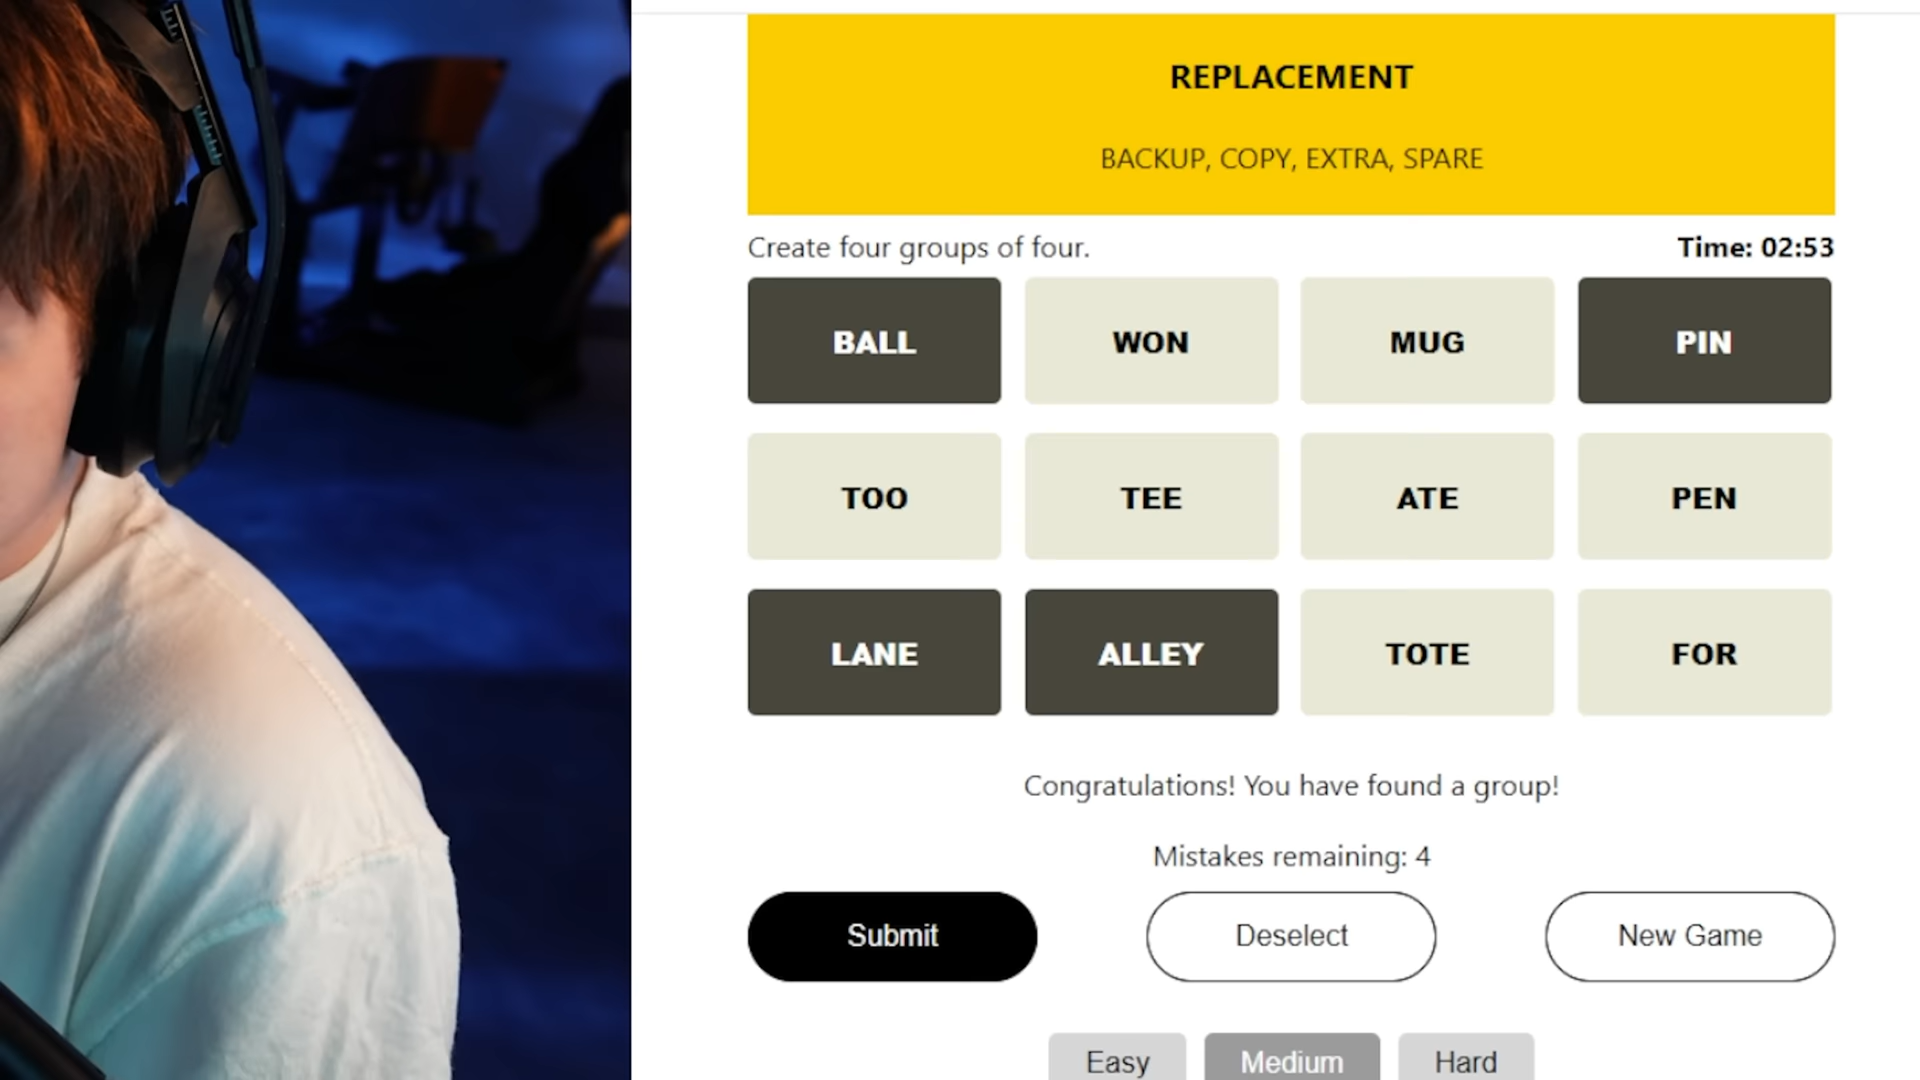 REPLACEMENT
BACKUP, COPY, EXTRA, SPARE
Create four groups of four.
Time: 02:53
BALL
WON
MUG
PIN
TOO
TEE
ATE
PEN
LANE
ALLEY
TOTE
FOR
Congratulations! You have found a group!
Mistakes remaining: 4
Submit
Deselect
New Game
Easy
Medium
Hard